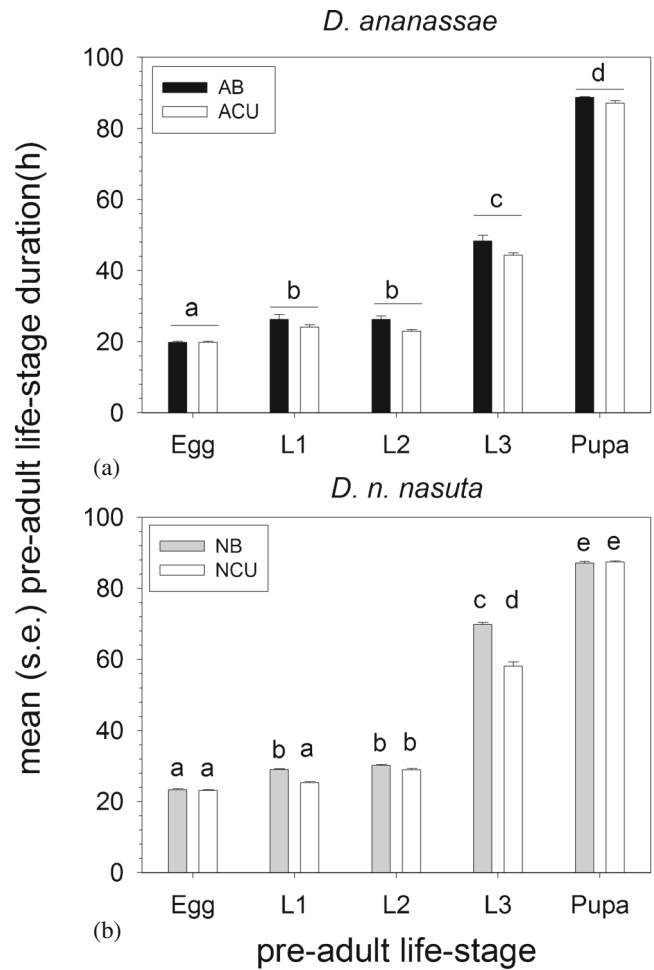 D. ananassae
100
80
60
40
20
0
AB
ACU
a
b
b
c
d
Egg L1 L2 L3 Pupa
(a)
D. n. nasuta
100
80
60
40
20
0
NB
NCU
a a b a b b c d e e
Egg L1 L2 L3 Pupa
(b)
pre-adult life-stage
mean (s.e.) pre-adult life-stage duration(h)